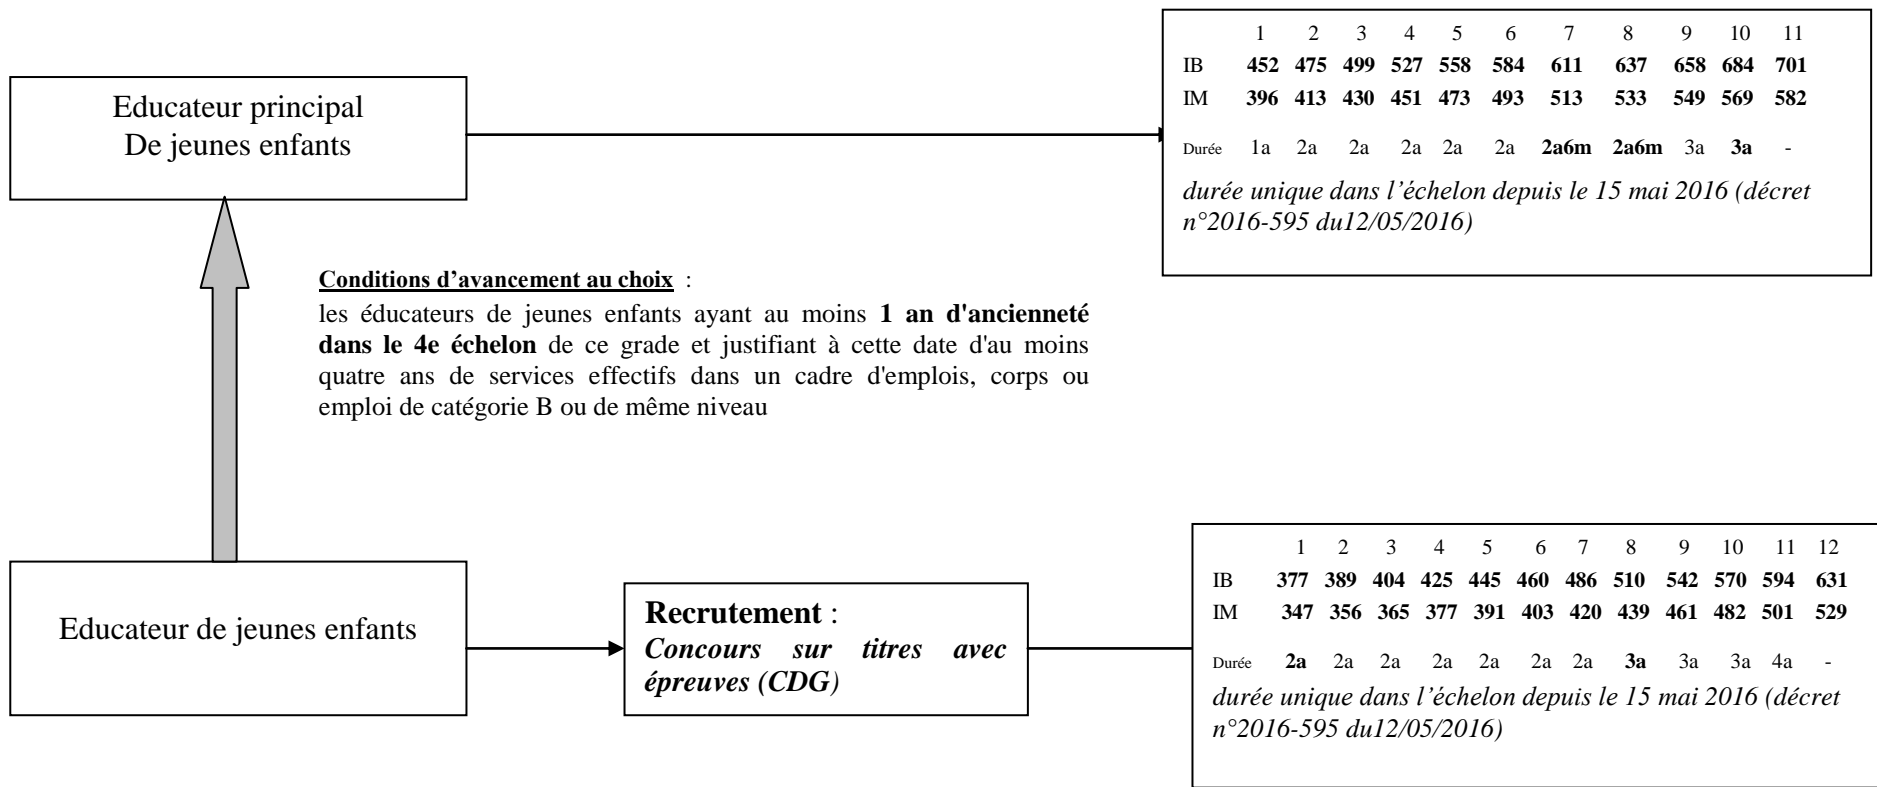 Educateur principal
De jeunes enfants
1 2 3 4 5 6 7 8 9 10 11
IB 452 475 499 527 558 584 611 637 658 684 701
IM 396 413 430 451 473 493 513 533 549 569 582
Durée 1a 2a 2a 2a 2a 2a 2a6m 2a6m 3a 3a -
durée unique dans l’échelon depuis le 15 mai 2016 (décret
n°2016-595 du12/05/2016)
Conditions d’avancement au choix :
les éducateurs de jeunes enfants ayant au moins 1 an d'ancienneté
dans le 4e échelon de ce grade et justifiant à cette date d'au moins
quatre ans de services effectifs dans un cadre d'emplois, corps ou
emploi de catégorie B ou de même niveau
Educateur de jeunes enfants
Recrutement :
Concours sur titres avec
épreuves (CDG)
1 2 3 4 5 6 7 8 9 10 11 12
IB 377 389 404 425 445 460 486 510 542 570 594 631
IM 347 356 365 377 391 403 420 439 461 482 501 529
Durée 2a 2a 2a 2a 2a 2a 2a 3a 3a 3a 4a -
durée unique dans l’échelon depuis le 15 mai 2016 (décret
n°2016-595 du12/05/2016)